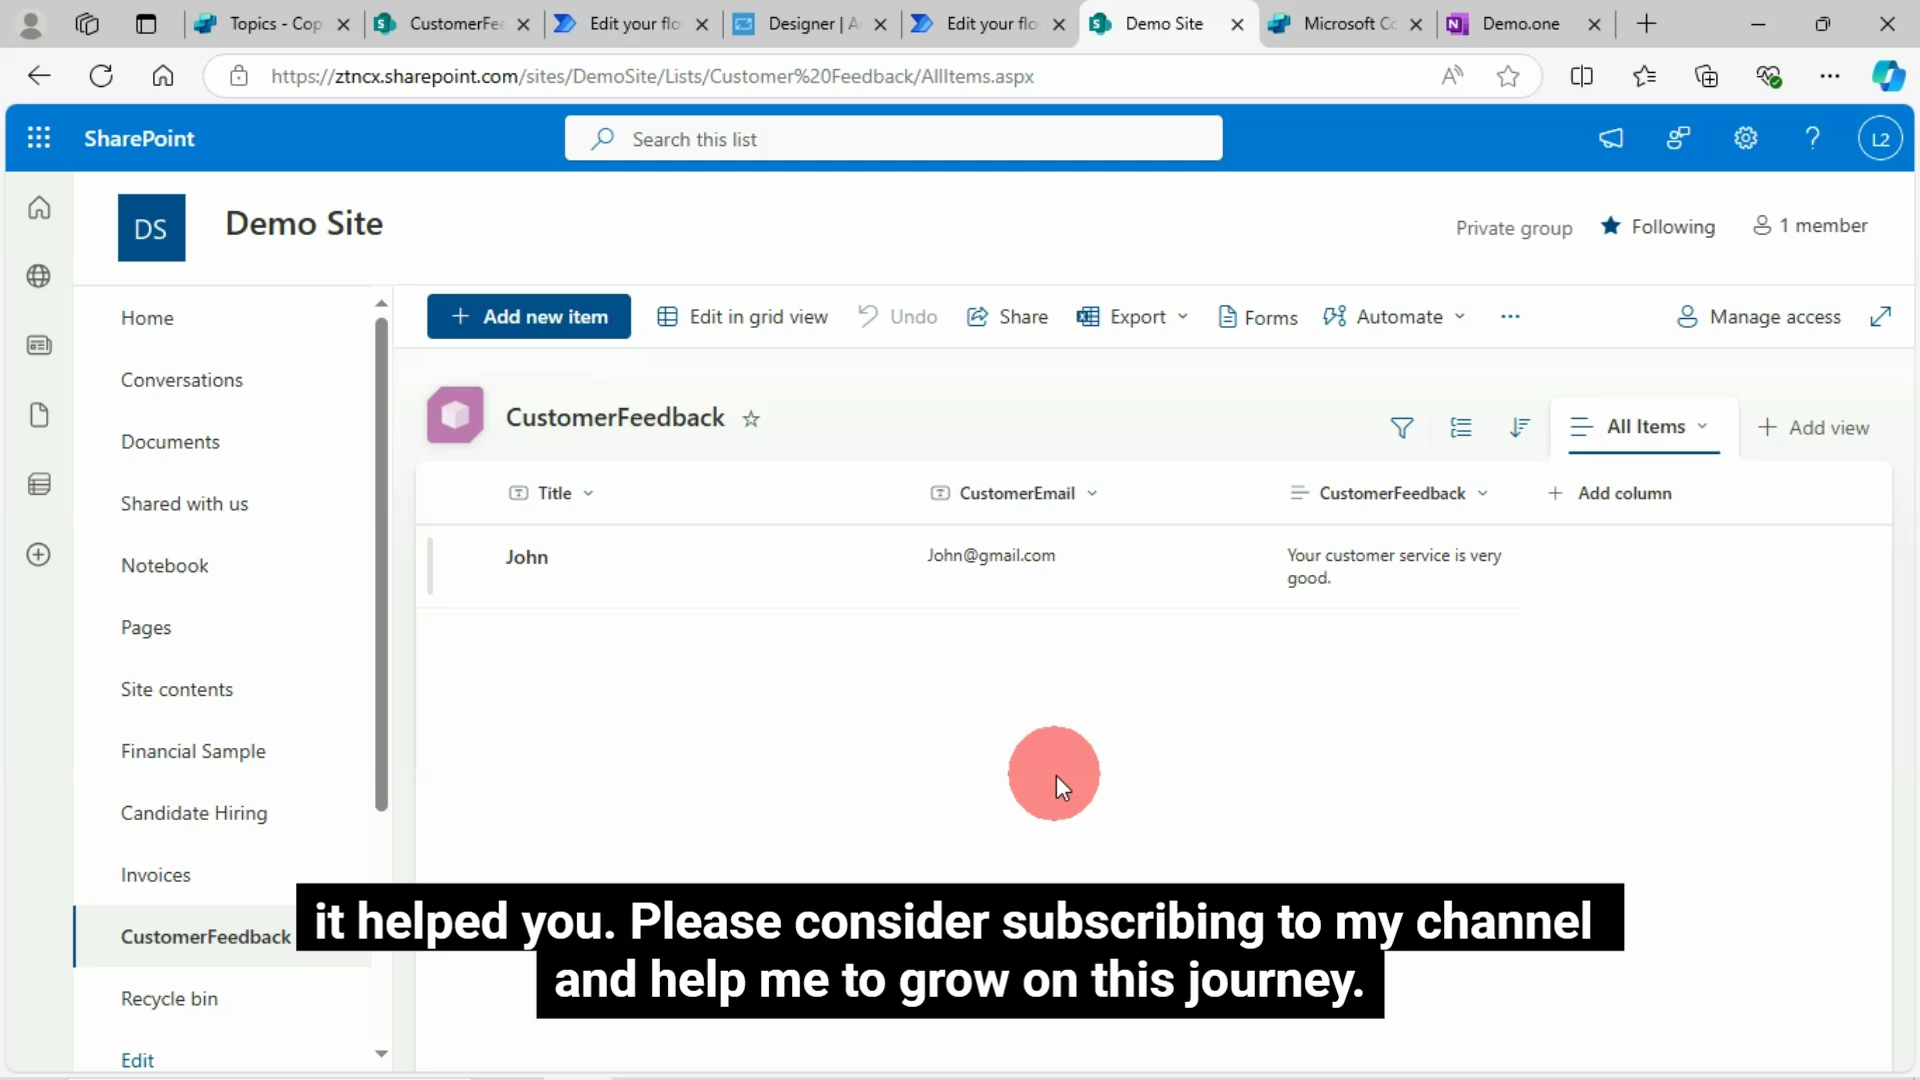 Topics - Cop
CustomerFee
Edit your flo
Designer | A
Edit your flo
Demo Site
Microsoft Co
Demo.one
https://ztncx.sharepoint.com/sites/DemoSite/Lists/Customer%20Feedback/AllItems.aspx
SharePoint
Search this list
L2
DS
Demo Site
Private group
Following
1 member
Home
Conversations
Documents
Shared with us
Notebook
Pages
Site contents
Financial Sample
Candidate Hiring
Invoices
CustomerFeedback
Recycle bin
Edit
Add new item
Edit in grid view
Undo
Share
Export
Forms
Automate
Manage access
CustomerFeedback
All Items
Add view
Title
CustomerEmail
CustomerFeedback
Add column
John
John@gmail.com
Your customer service is very
good.
it helped you. Please consider subscribing to my channel
and help me to grow on this journey.